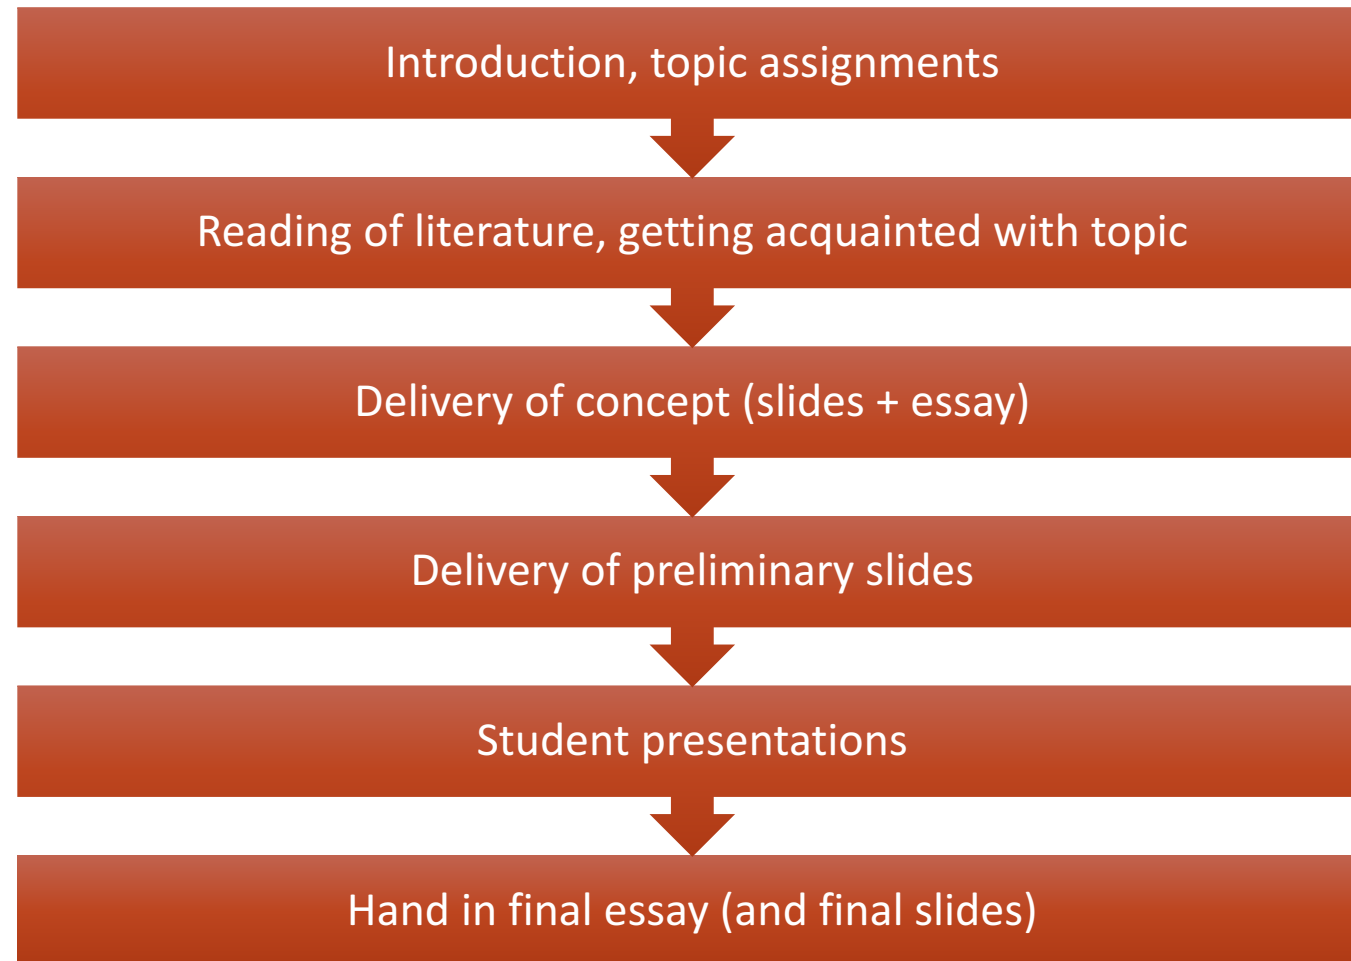 Introduction, topic assignments
Reading of literature, getting acquainted with topic
Delivery of concept (slides + essay)
Delivery of preliminary slides
Student presentations
Hand in final essay (and final slides)